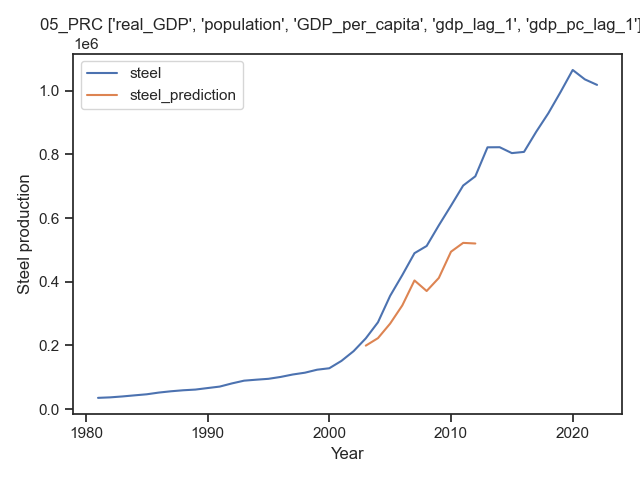 05_PRC ['real_GDP', 'population', 'GDP_per_capita', 'gdp_lag_1', 'gdp_pc_lag_1']
1e6
steel
steel_prediction
1.0
0.8
0.6
0.4
0.2
0.0
Steel production
1980
1990
2000
2010
2020
Year